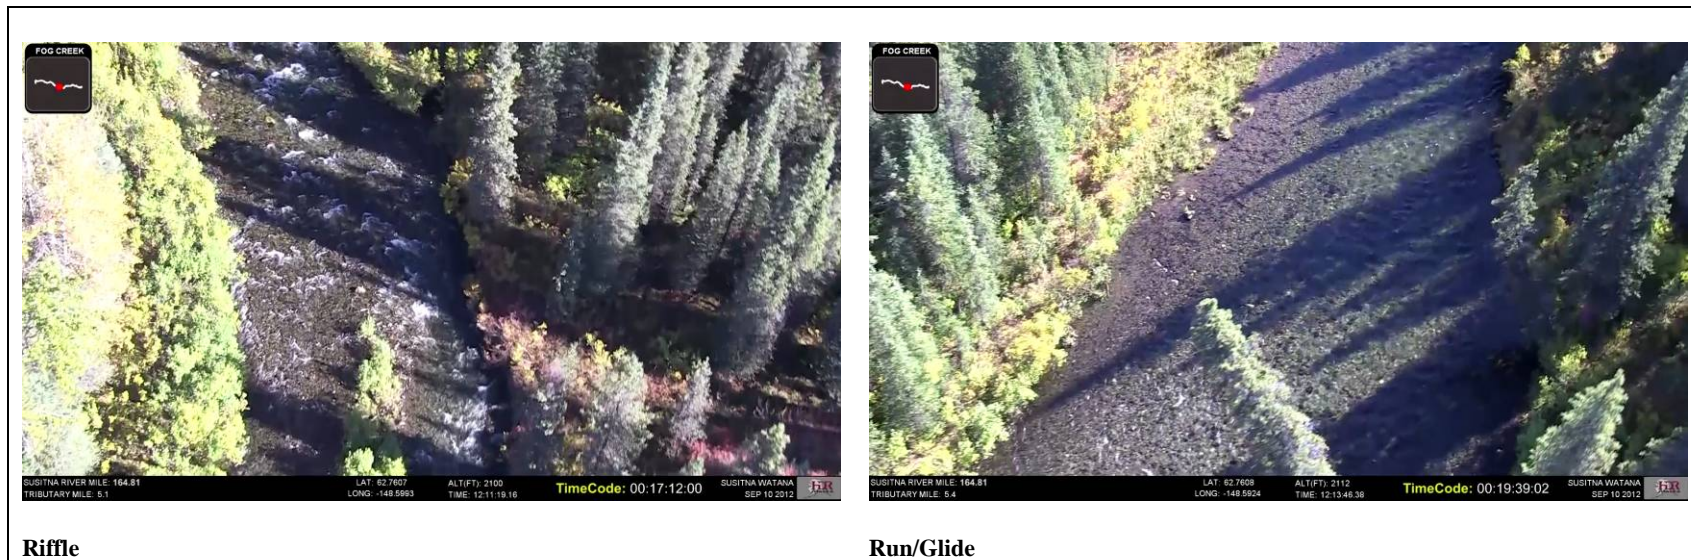 FOG CREEK
SUSITNA RIVER MILE: 164.81
TRIBUTARY MILE: 5.1
LAT: 62.7607
LONG: -148.5993
ALT(FT): 2100
TIME: 12:11:19.16
TimeCode: 00:17:12:00
SUSITNA WATANA
SEP 10 2012
Riffle
FOG CREEK
SUSITNA RIVER MILE: 164.81
TRIBUTARY MILE: 5.4
LAT: 62.7608
LONG: -148.5924
ALT(FT): 2112
TIME: 12:13:46.38
TimeCode: 00:19:39:02
SUSITNA WATANA
SEP 10 2012
Run/Glide